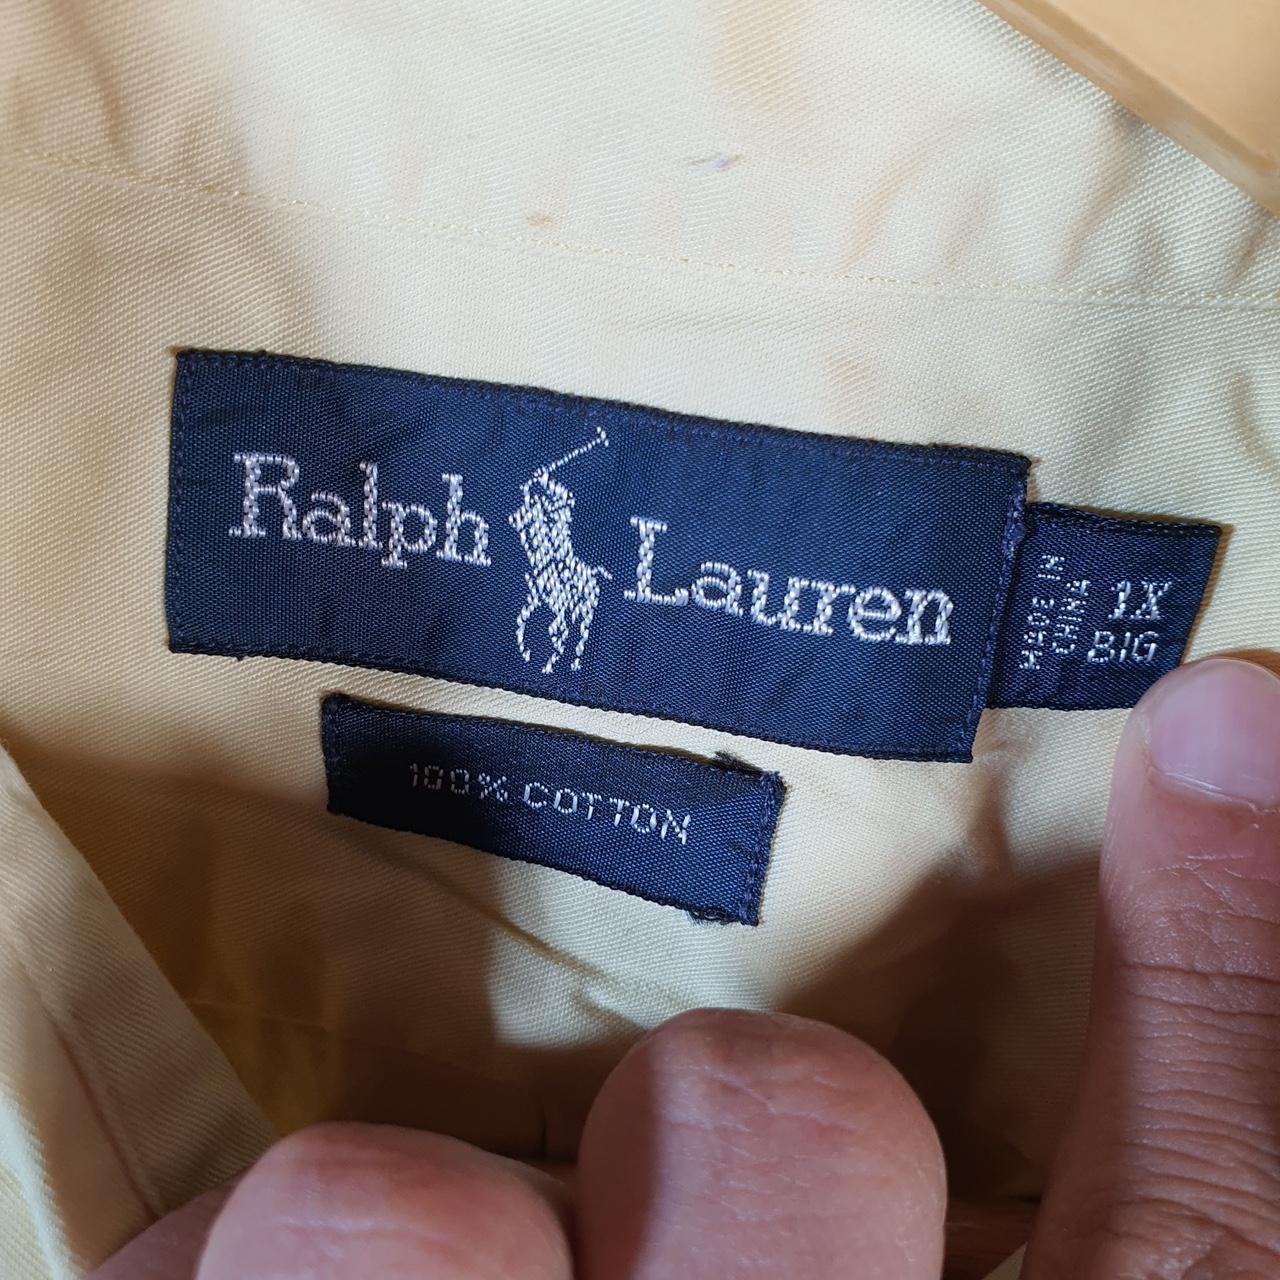 Ralph Lauren
MADE IN
CHINA
1X
BIG
100% COTTON